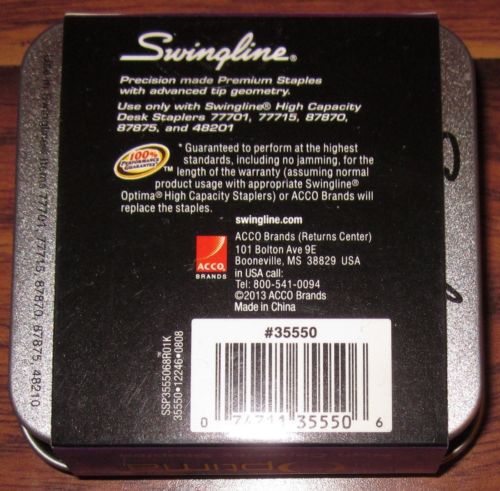 Swingline®
Precision made Premium Staples
with advanced tip geometry.
Use only with Swingline® High Capacity
Desk Staplers 77701, 77715, 87870,
87875, and 48201
100%
PERFORMANCE
GUARANTEE
™
* Guaranteed to perform at the highest
standards, including no jamming, for the
length of the warranty (assuming normal
product usage with appropriate Swingline®
Optima® High Capacity Staplers) or ACCO Brands will
replace the staples.
swingline.com
ACCO
BRANDS
ACCO Brands (Returns Center)
101 Bolton Ave 9E
Booneville, MS 38829 USA
in USA call:
Tel: 800-541-0094
©2013 ACCO Brands
Made in China
#35550
0 74711 35550 6
SSP3555068R01K
35550•12246•0808
77701, 77715, 87870, 87875, 48210
Optima